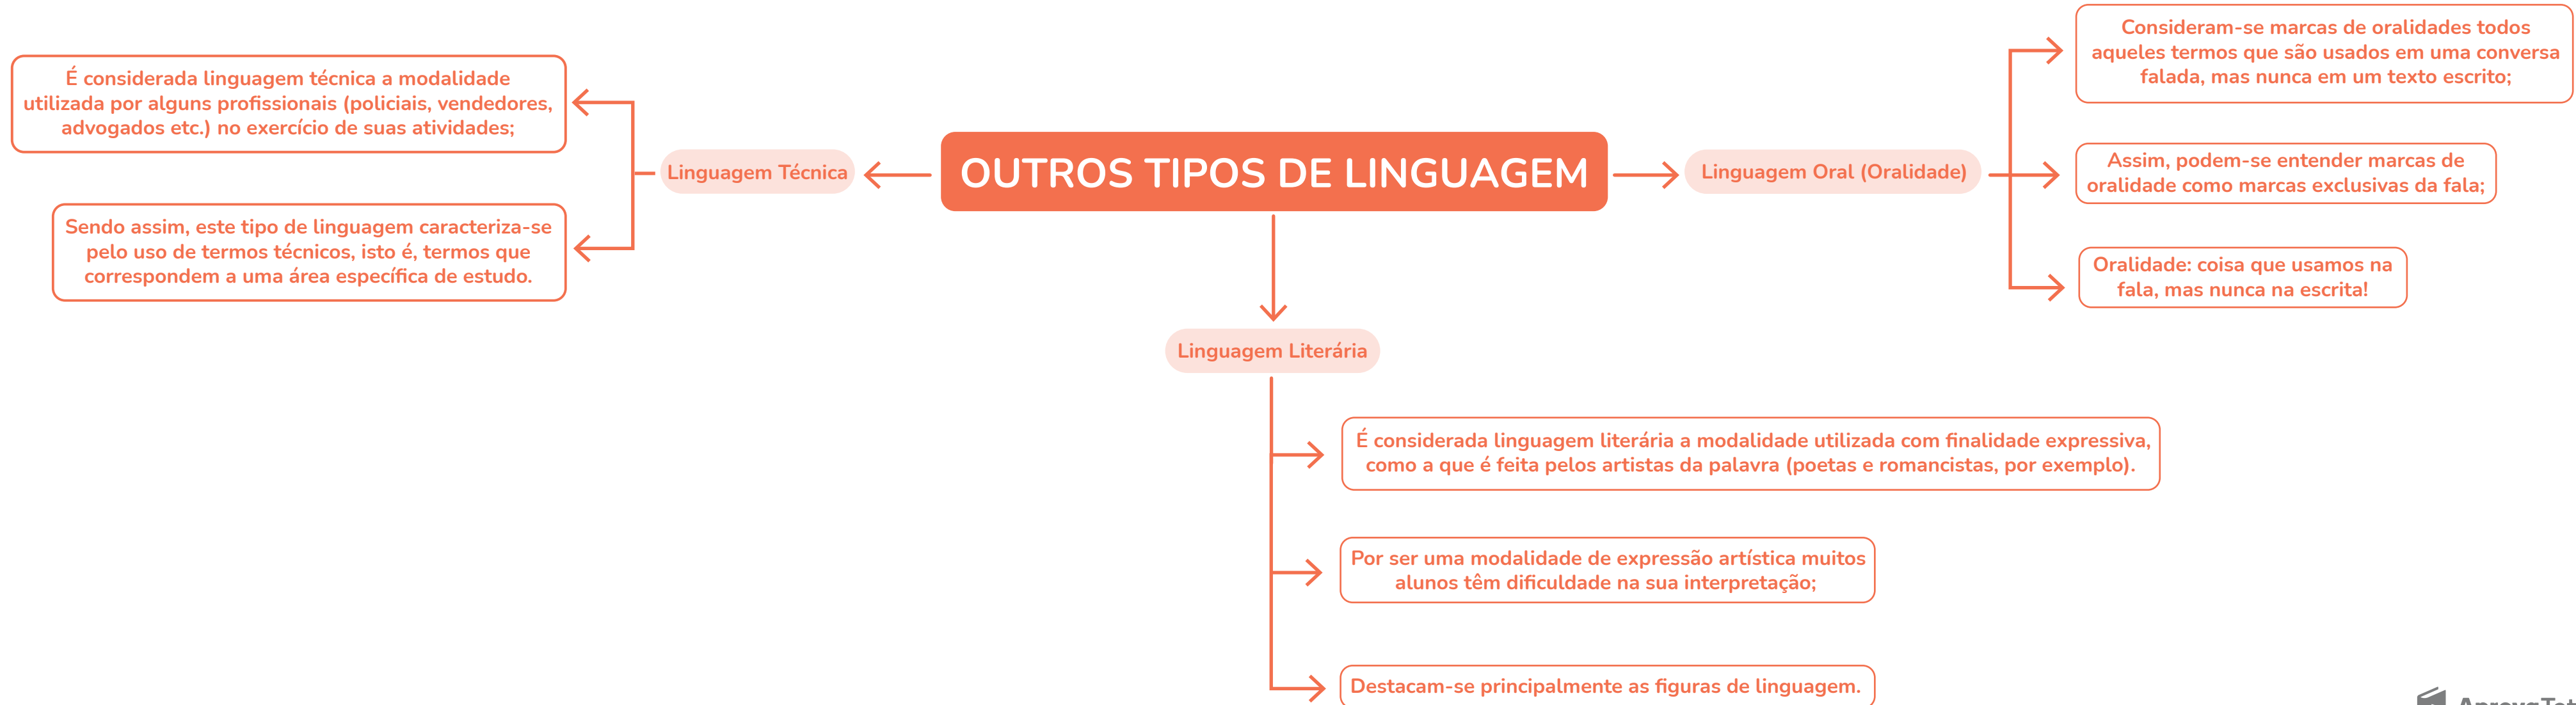 OUTROS TIPOS DE LINGUAGEM
Linguagem Técnica
É considerada linguagem técnica a modalidade
utilizada por alguns profissionais (policiais, vendedores,
advogados etc.) no exercício de suas atividades;
Sendo assim, este tipo de linguagem caracteriza-se
pelo uso de termos técnicos, isto é, termos que
correspondem a uma área específica de estudo.
Linguagem Oral (Oralidade)
Consideram-se marcas de oralidades todos
aqueles termos que são usados em uma conversa
falada, mas nunca em um texto escrito;
Assim, podem-se entender marcas de
oralidade como marcas exclusivas da fala;
Oralidade: coisa que usamos na
fala, mas nunca na escrita!
Linguagem Literária
É considerada linguagem literária a modalidade utilizada com finalidade expressiva,
como a que é feita pelos artistas da palavra (poetas e romancistas, por exemplo).
Por ser uma modalidade de expressão artística muitos
alunos têm dificuldade na sua interpretação;
Destacam-se principalmente as figuras de linguagem.